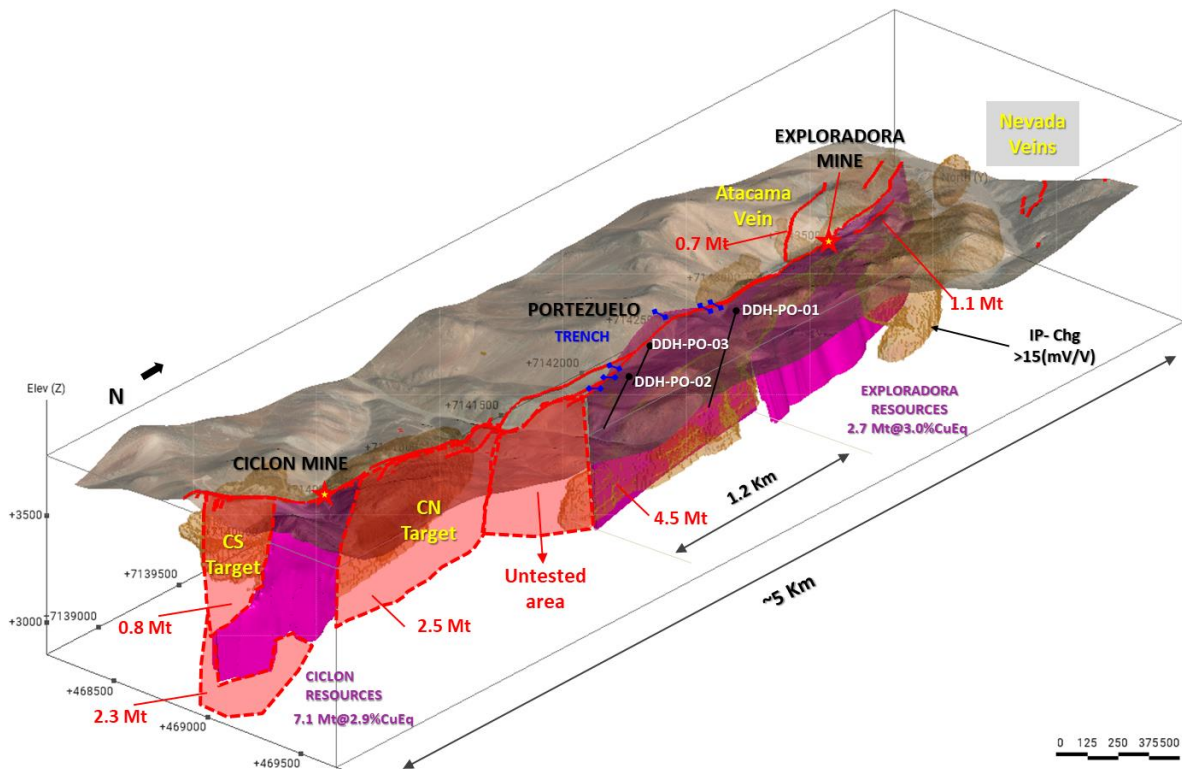 Nevada
Veins
EXPLORADORA
MINE
Atacama
Vein
0.7 Mt
1.1 Mt
DDH-PO-01
PORTEZUELO
TRENCH
DDH-PO-03
DDH-PO-02
IP- Chg
>15(mV/V)
+7142000
+7141500
Elev (Z)
N
EXPLORADORA
RESOURCES
2.7 Mt@3.0%CuEq
CICLON MINE
1.2 Km
4.5 Mt
+3500
CN
Target
CS
Target
Untested
area
~5 Km
+7139500
+3000
+7139000
0.8 Mt
2.5 Mt
+468500
CICLON
RESOURCES
7.1 Mt@2.9%CuEq
2.3 Mt
+469000
+469500
0 125 250 375 500